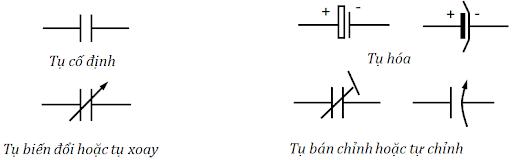 Tụ cố định
+ - + -
Tụ hóa
Tụ biến đổi hoặc tụ xoay
Tụ bán chỉnh hoặc tự chỉnh